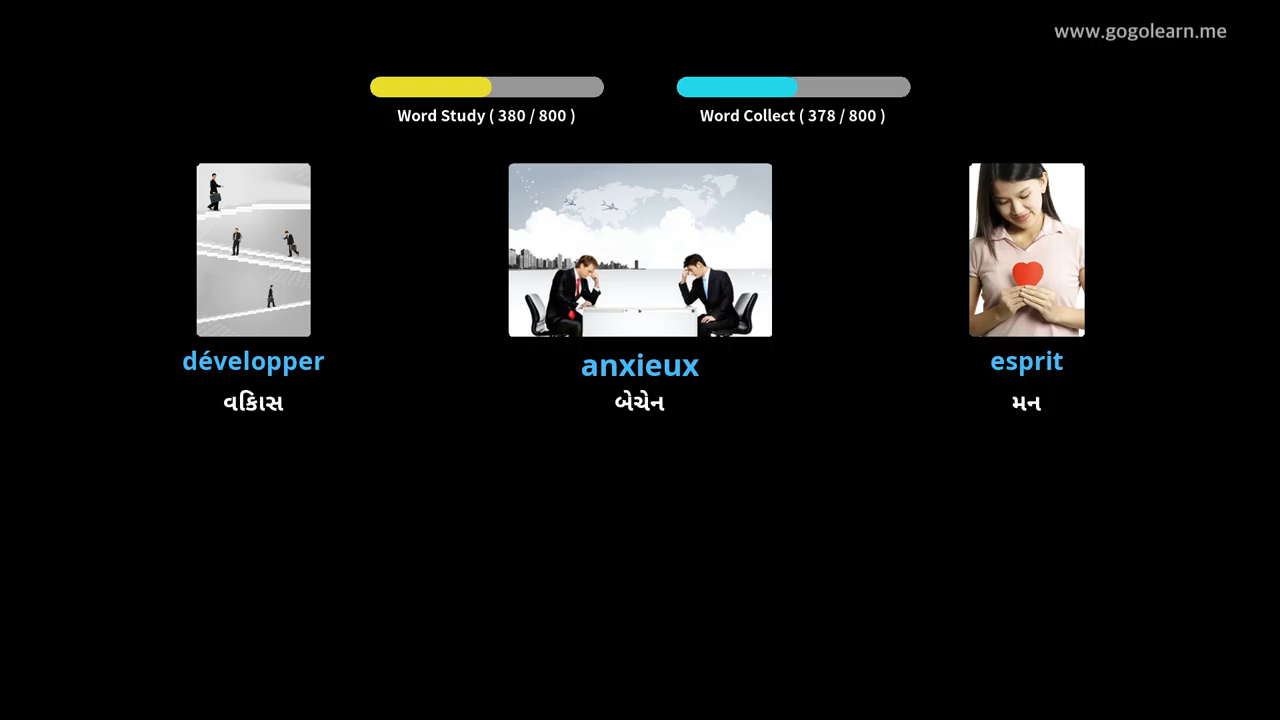 www.gogolearn.me
Word Study ( 380 / 800 )
Word Collect ( 378 / 800 )
développer
anxieux
esprit
વિકાસ
બેચેન
મન